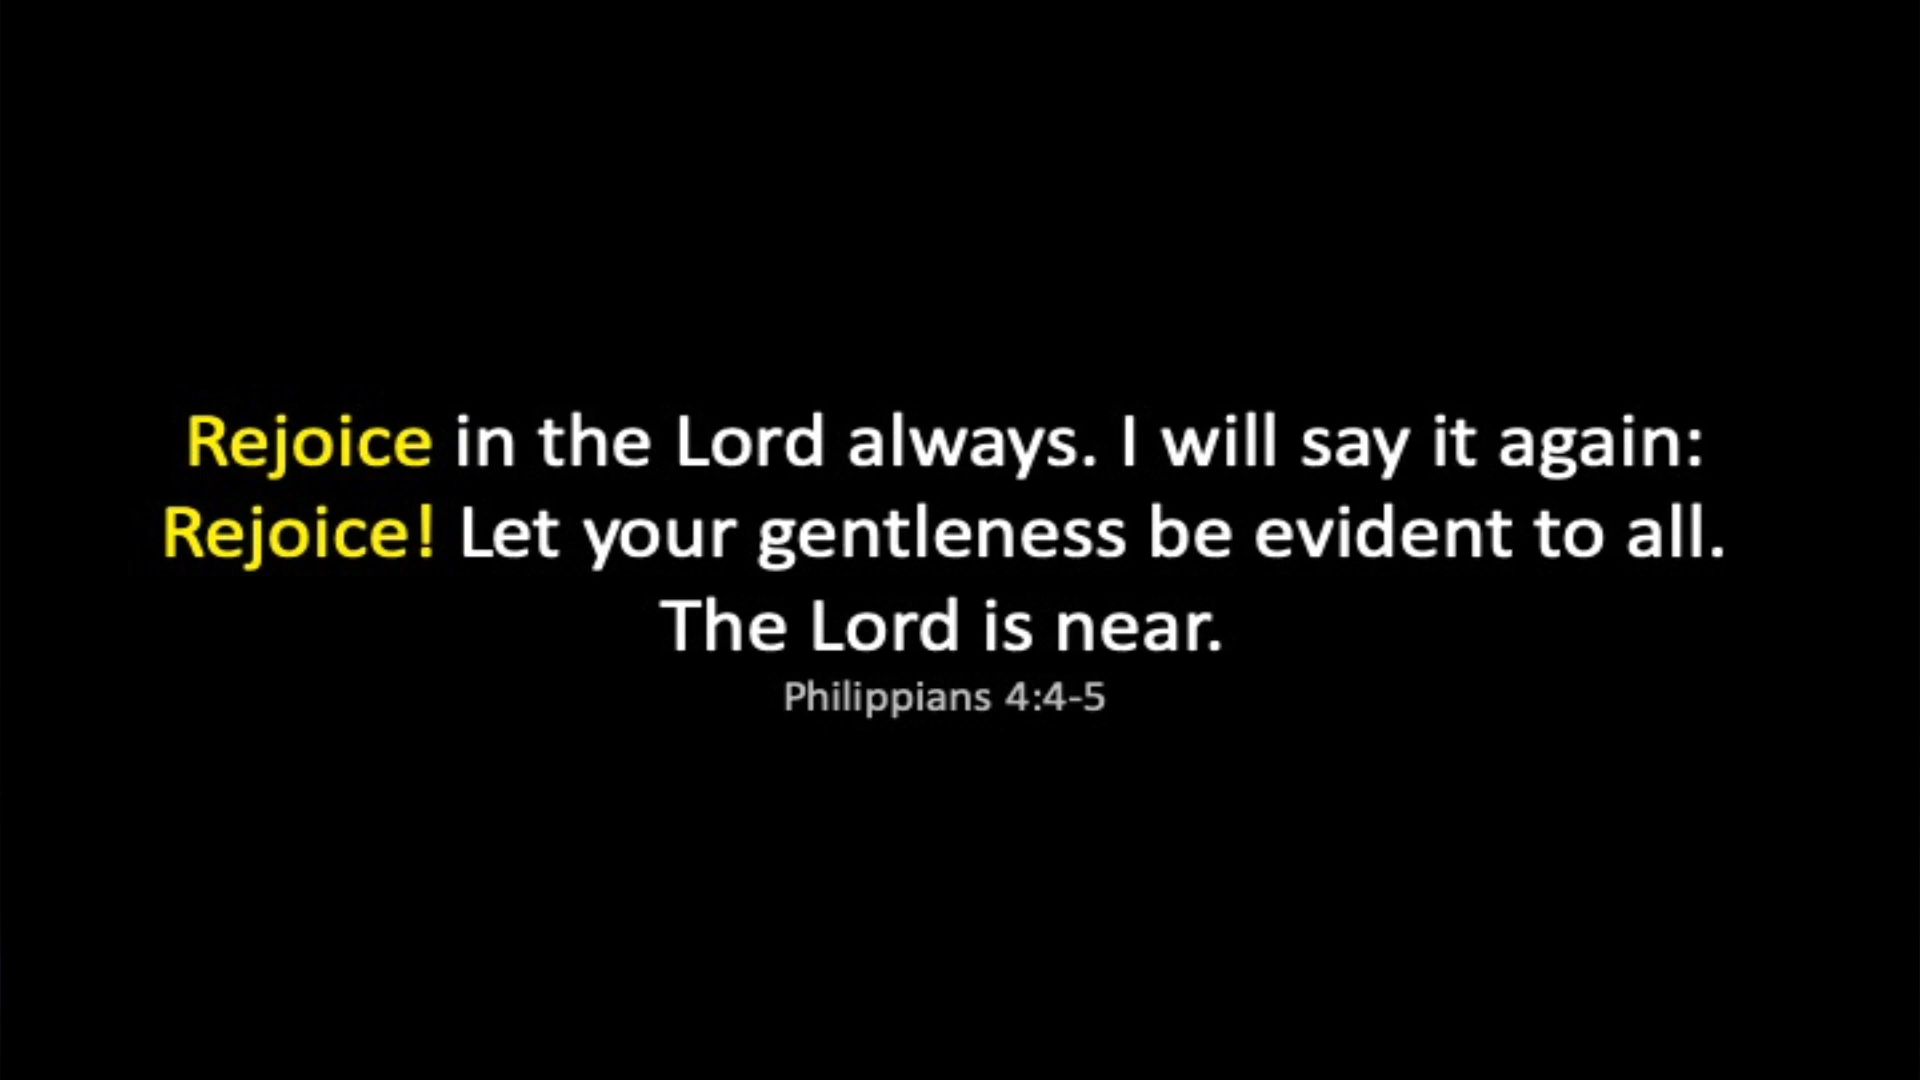 Rejoice in the Lord always. I will say it again:
Rejoice! Let your gentleness be evident to all.
The Lord is near.
Philippians 4:4-5